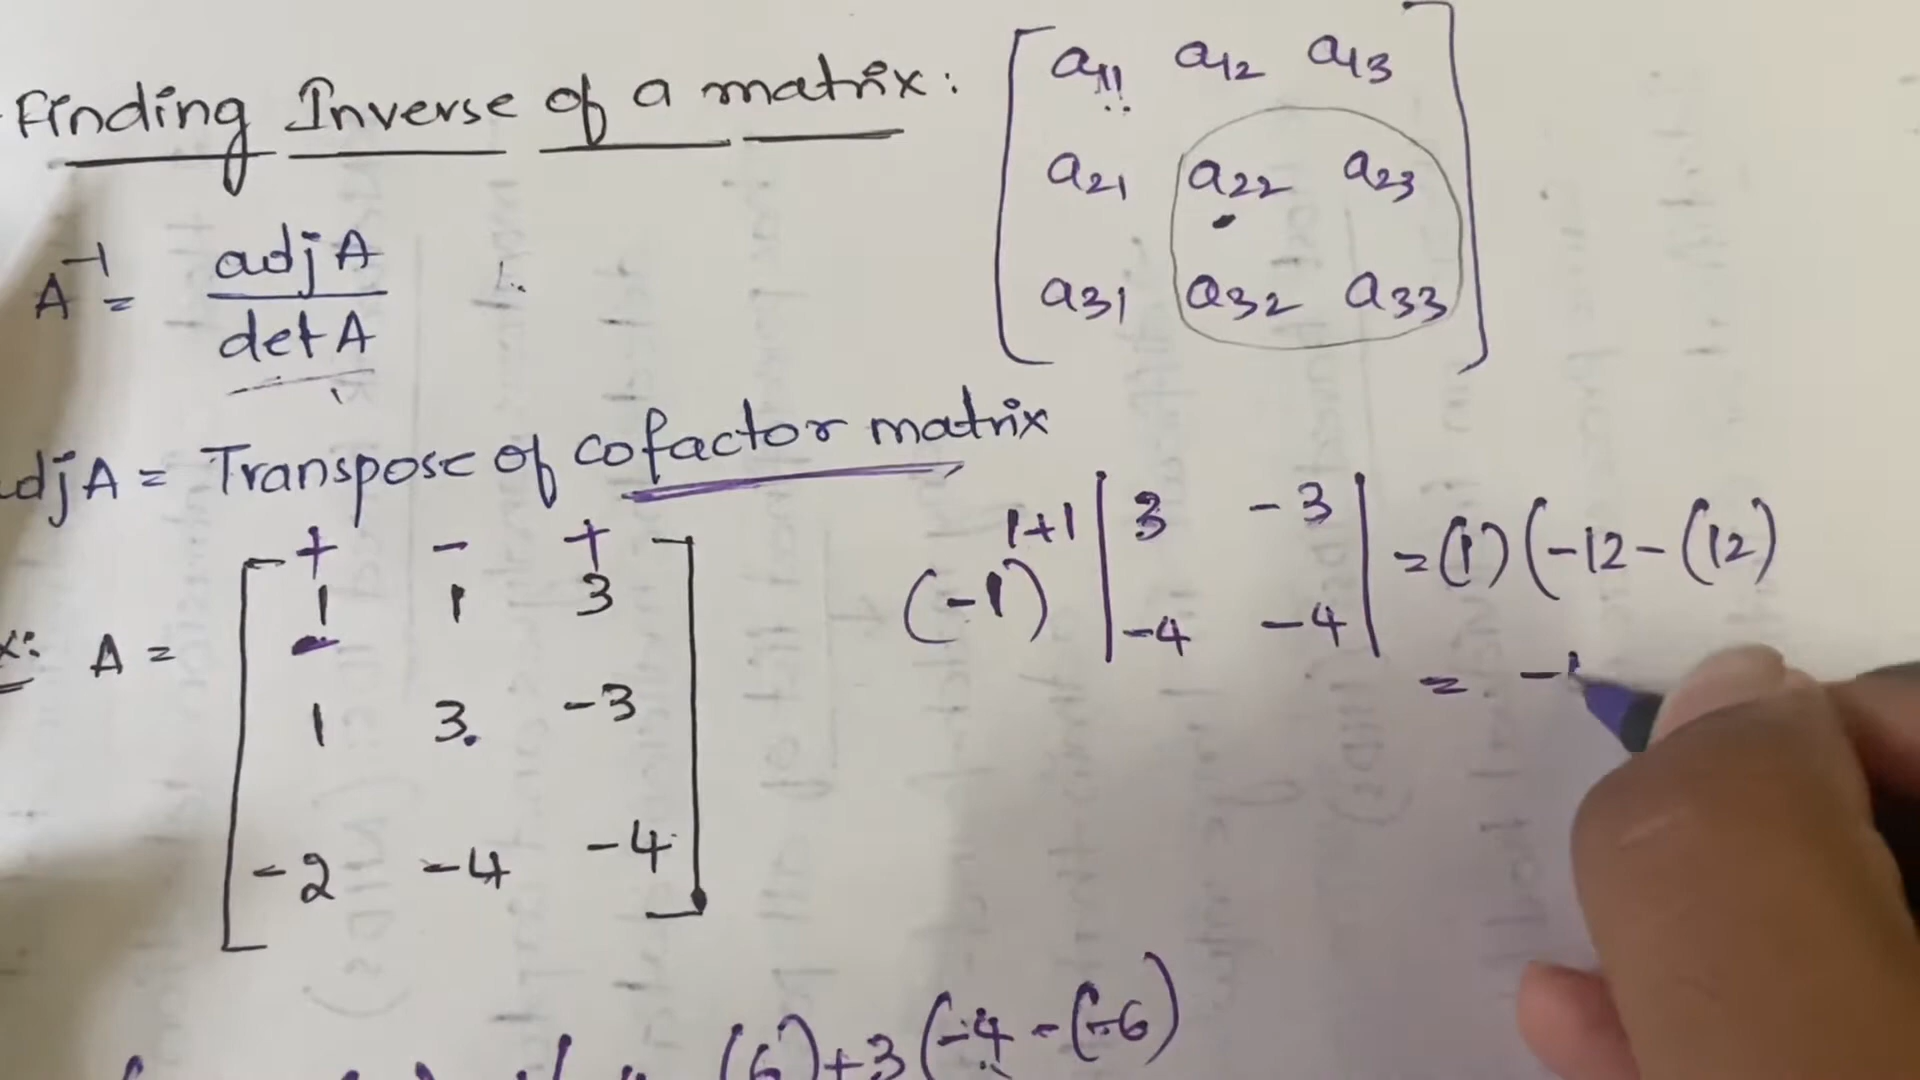 Finding Inverse of a matrix:
a11 a12 a13
a21 a22 a23
a31 a32 a33
A^-1 = adj A / det A
adj A = Transpose of cofactor matrix
+ - +
1 1 3
A = 1 3 -3
-2 -4 -4
(-1)^1+1 | 3 -3 | = (1)(-12-(12)
| -4 -4 |
= -
(6)+3(-4-(-6)